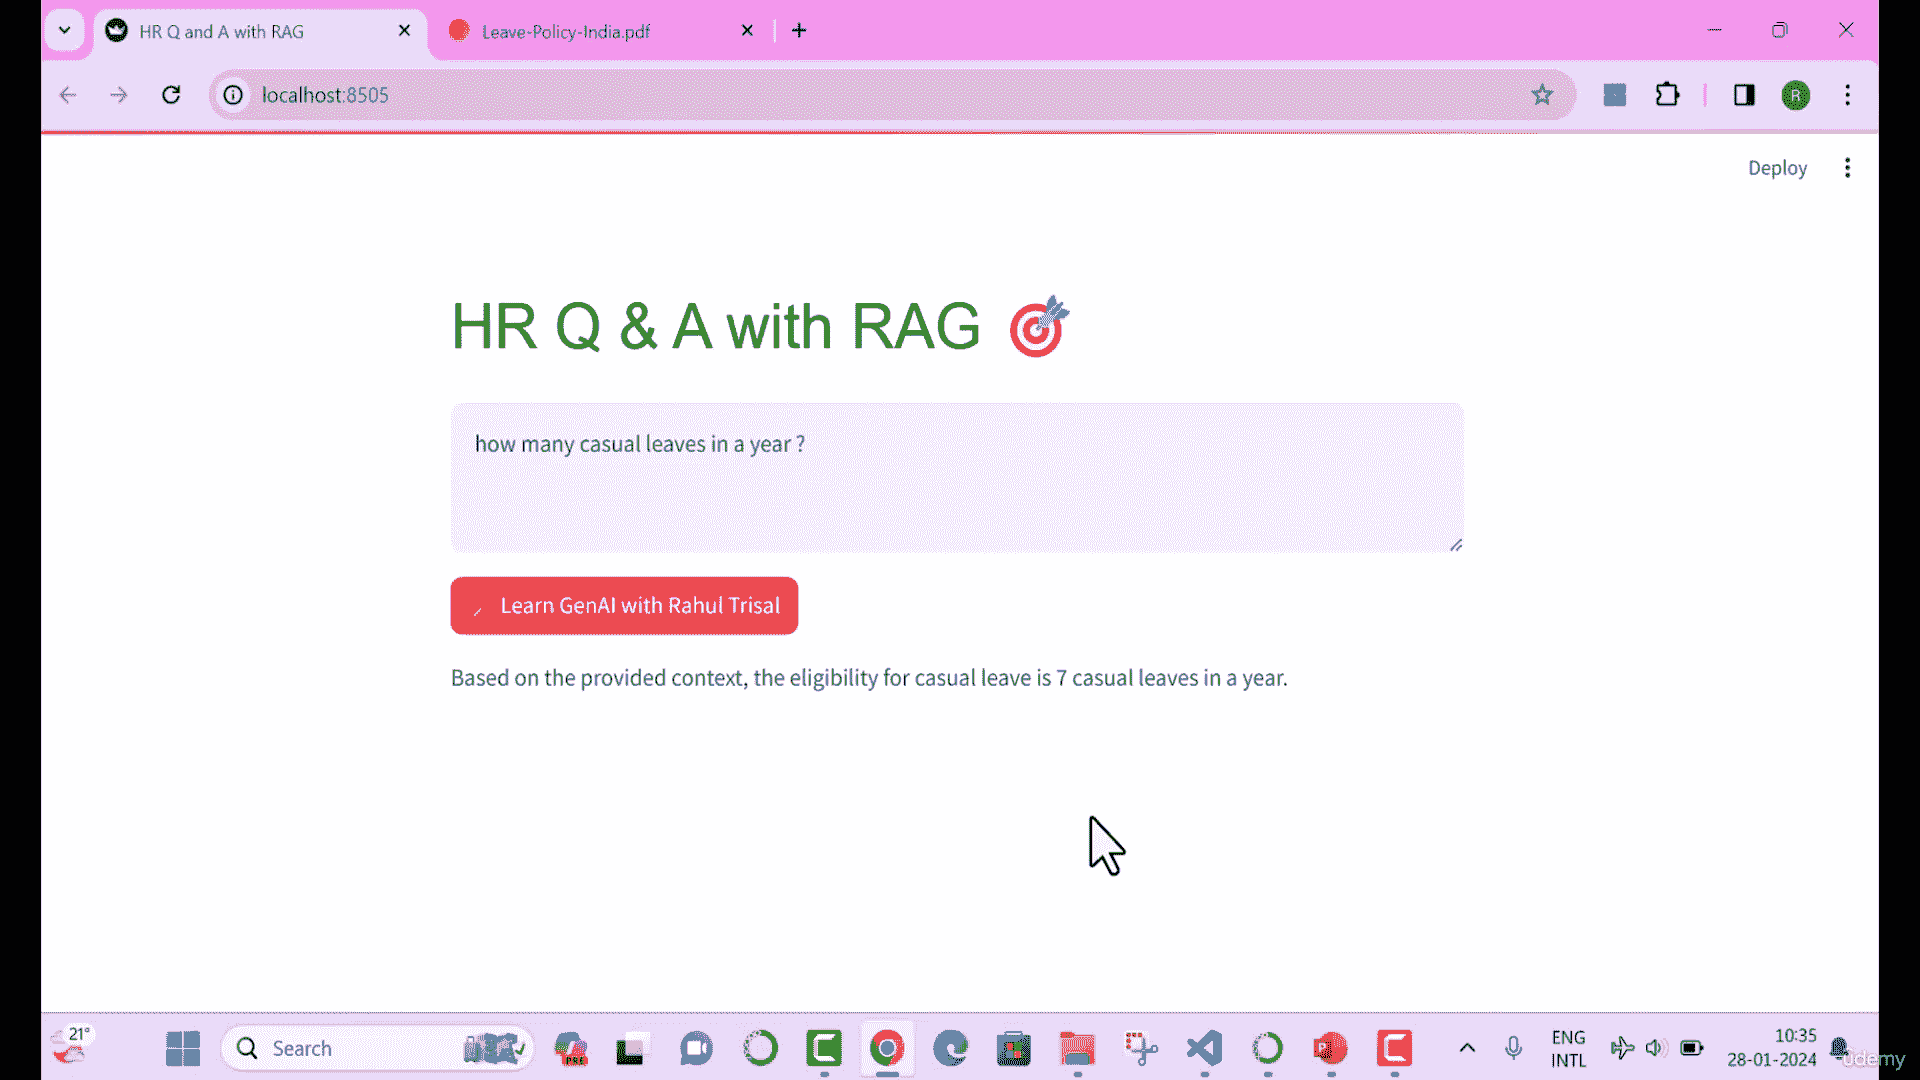 HR Q and A with RAG
Leave-Policy-India.pdf
localhost:8505
R
Deploy
HR Q & A with RAG
how many casual leaves in a year ?
Learn GenAI with Rahul Trisal
Based on the provided context, the eligibility for casual leave is 7 casual leaves in a year.
21°
Search
PRE
ENG
INTL
10:35
28-01-2024
udemy